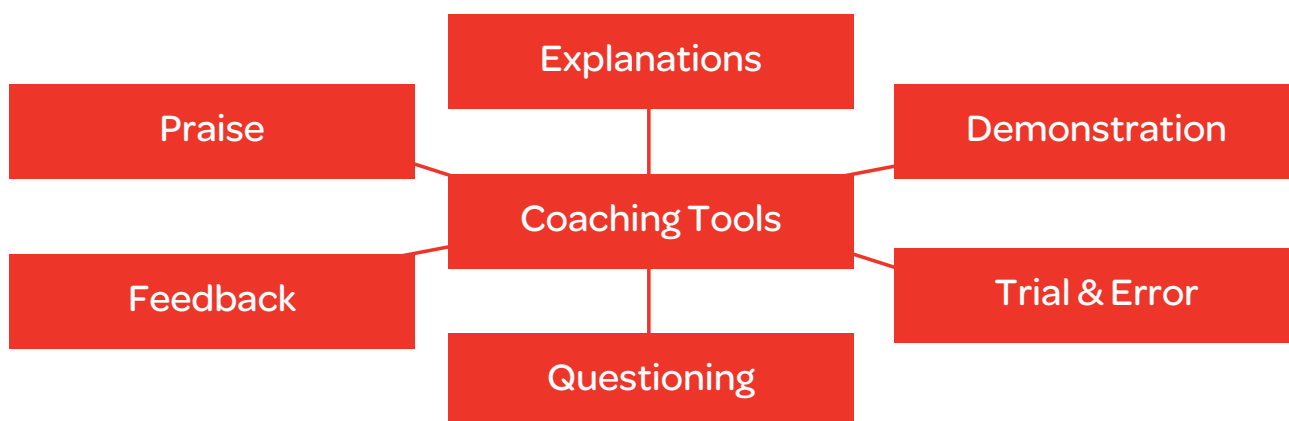 Explanations
Praise
Demonstration
Coaching Tools
Feedback
Trial & Error
Questioning